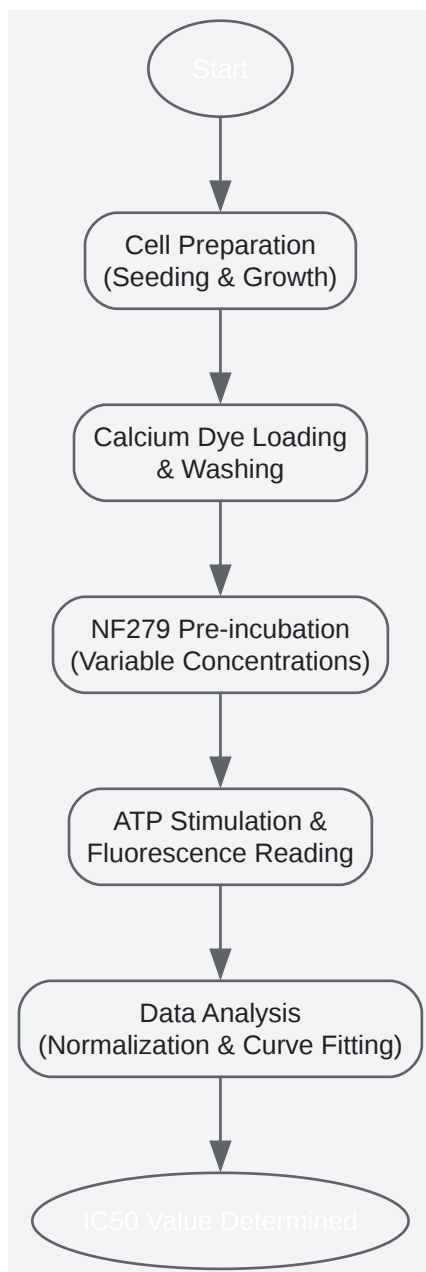 Start
Cell Preparation
(Seeding & Growth)
Calcium Dye Loading
& Washing
NF279 Pre-incubation
(Variable Concentrations)
ATP Stimulation &
Fluorescence Reading
Data Analysis
(Normalization & Curve Fitting)
IC50 Value Determined